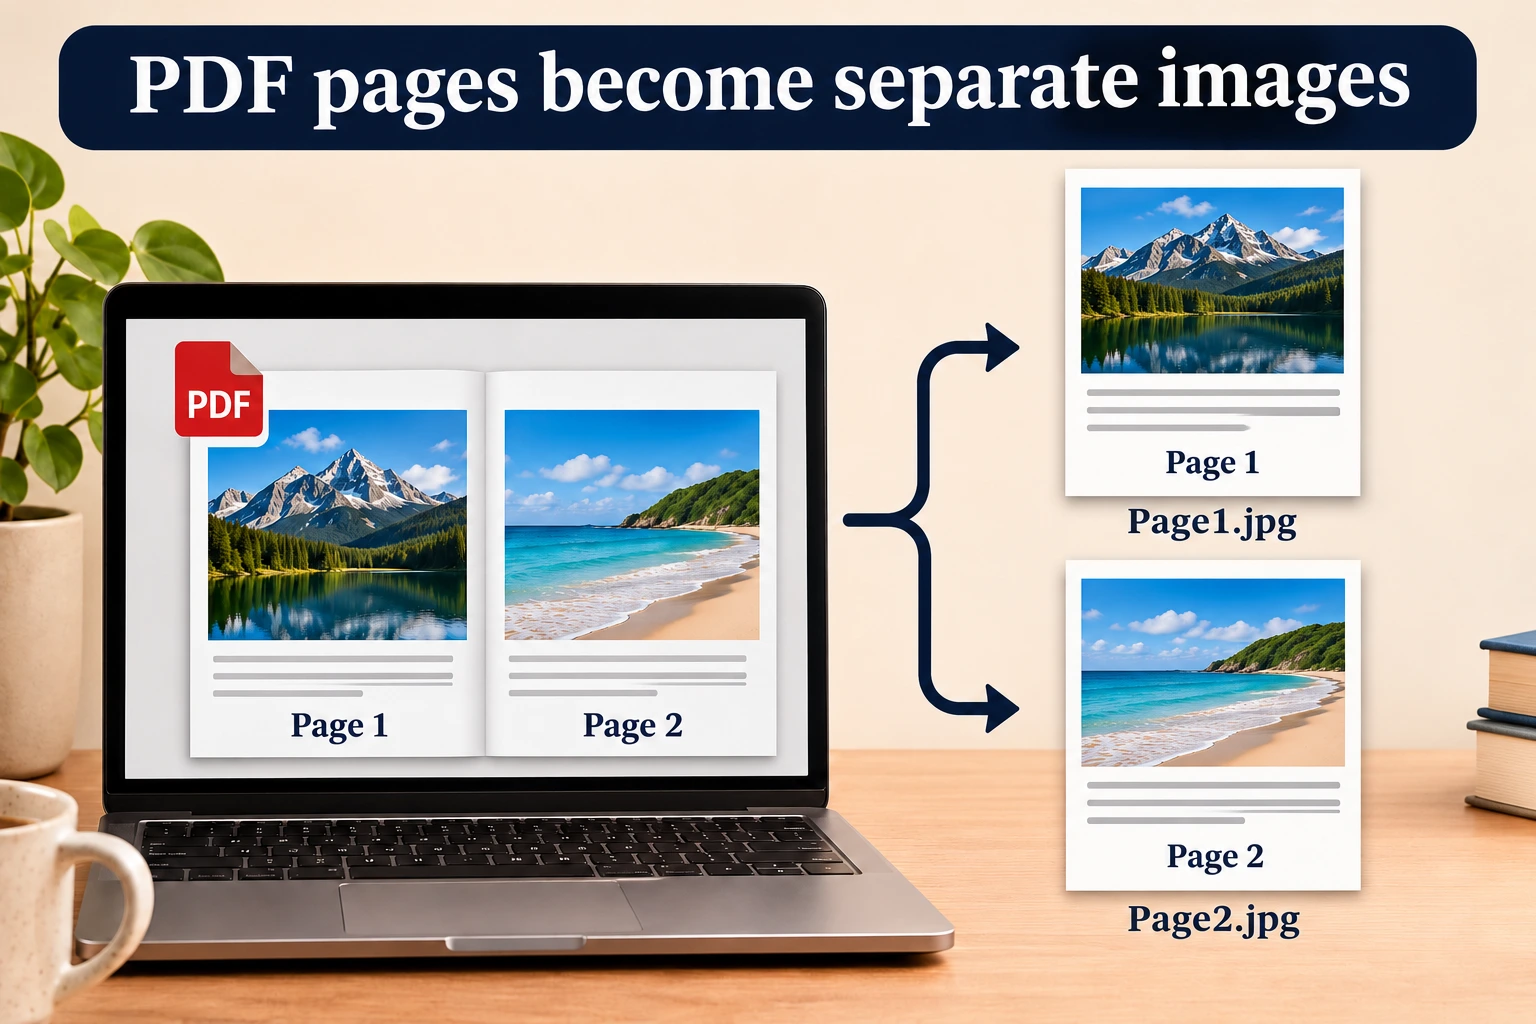 PDF pages become separate images
PDF
Page 1
Page 2
Page 1
Page1.jpg
Page 2
Page2.jpg